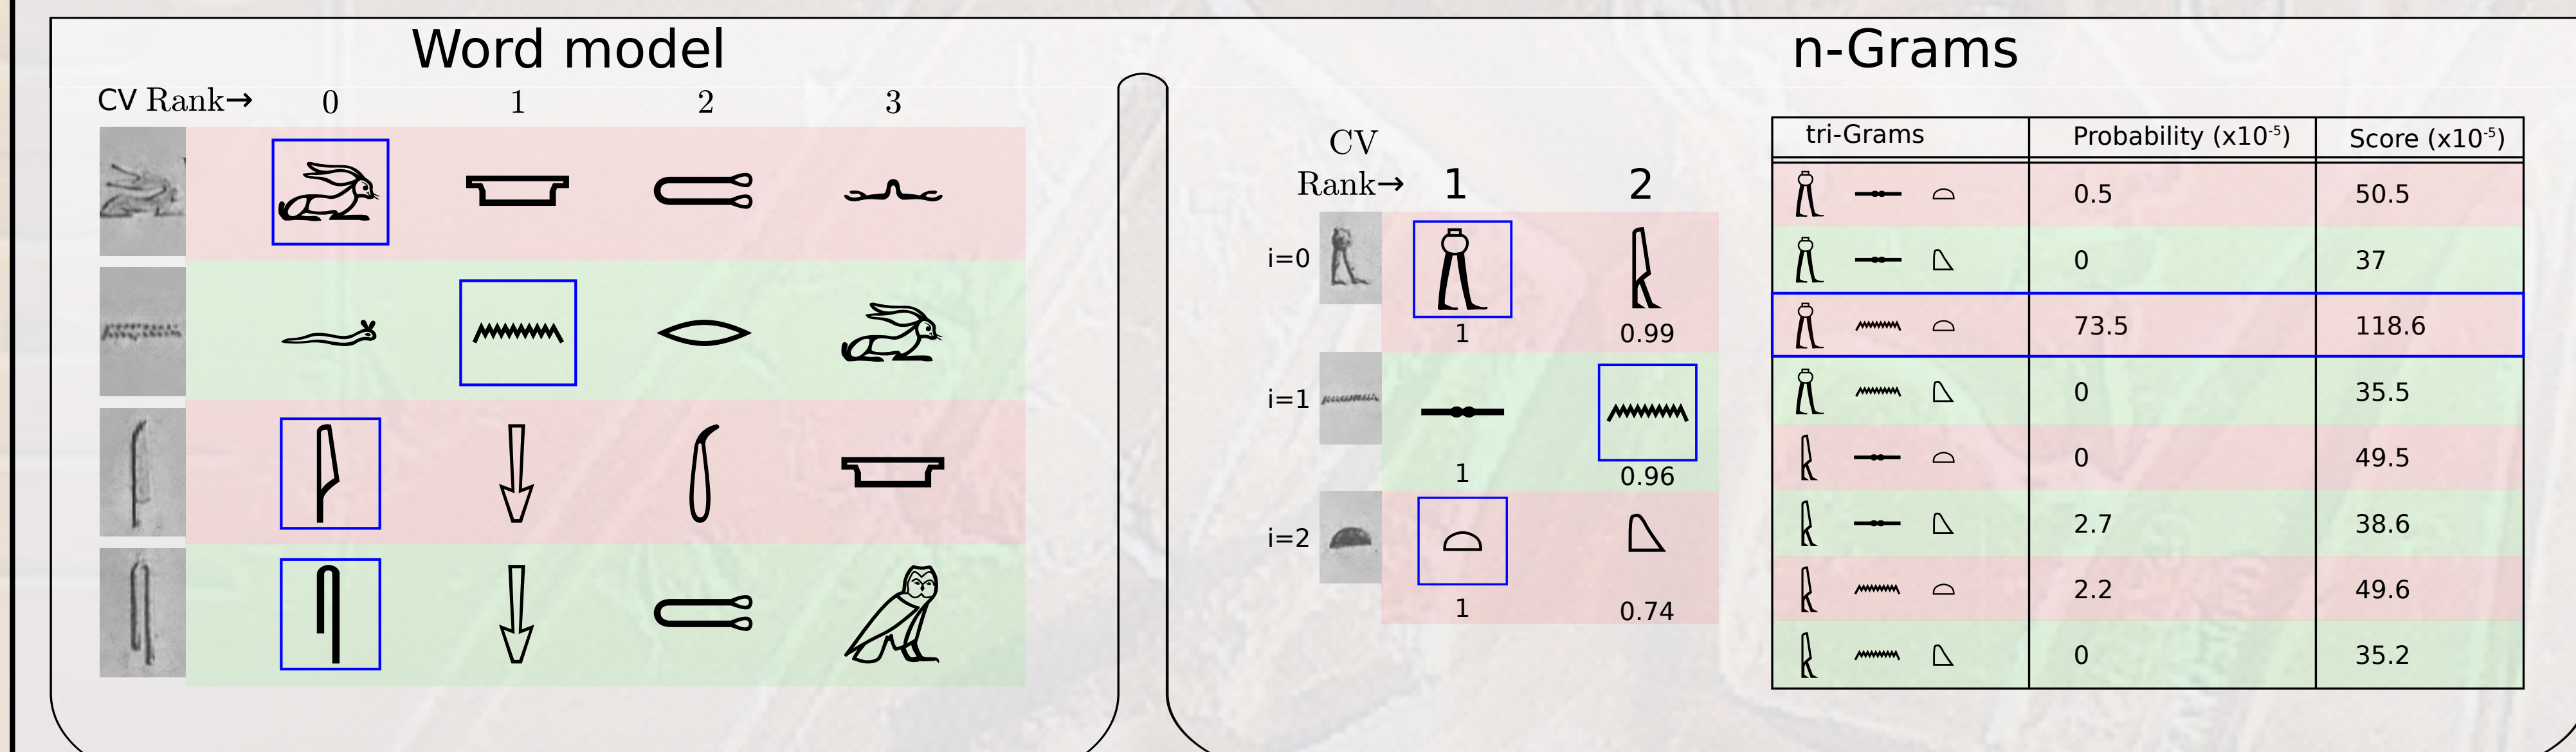 Word model
CV Rank→ 0 1 2 3
𓃹 𓍿 𓂜
𓆑 𓈖 𓂋 𓃹
𓇋
𓋴 𓍿 𓅓
n-Grams
CV
Rank→ 1 2
i=0 𓏎 𓇍
1 0.99
i=1 𓊃 𓈖
1 0.96
i=2 𓏏 𓈎
1 0.74
tri-Grams Probability (x10⁻⁵) Score (x10⁻⁵)
𓏎 𓊃 𓏏 0.5 50.5
𓏎 𓊃 𓈎 0 37
𓏎 𓈖 𓏏 73.5 118.6
𓏎 𓈖 𓈎 0 35.5
𓇍 𓊃 𓏏 0 49.5
𓇍 𓊃 𓈎 2.7 38.6
𓇍 𓈖 𓏏 2.2 49.6
𓇍 𓈖 𓈎 0 35.2